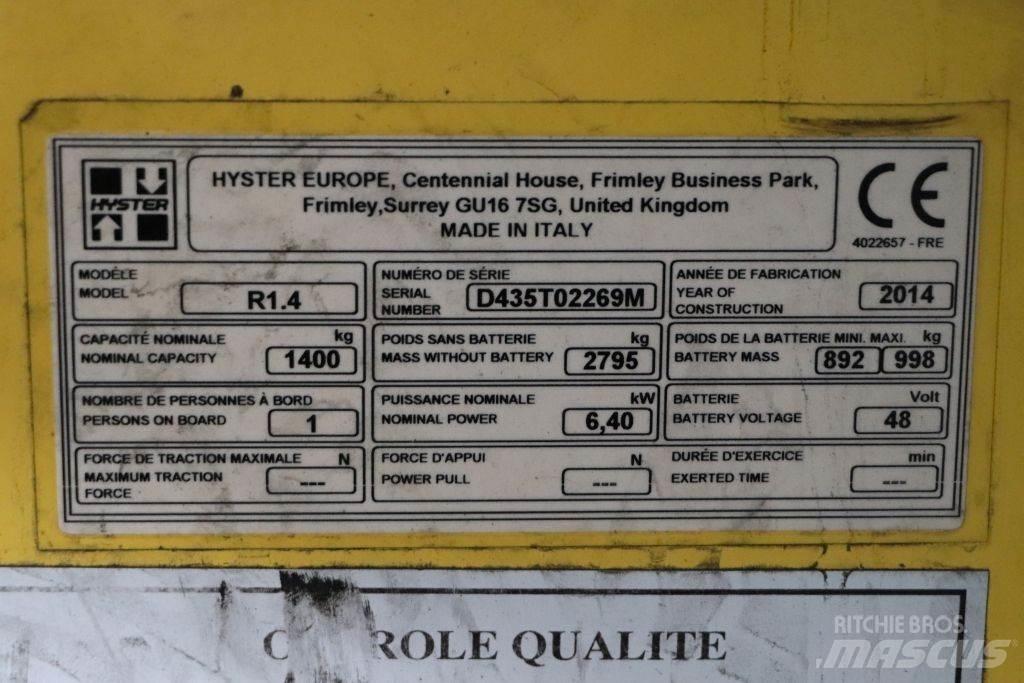 HYSTER
HYSTER EUROPE, Centennial House, Frimley Business Park,
Frimley,Surrey GU16 7SG, United Kingdom
MADE IN ITALY
CE
4022657 - FRE
MODÈLE
MODEL
R1.4
NUMÉRO DE SÉRIE
SERIAL
NUMBER
D435T02269M
ANNÉE DE FABRICATION
YEAR OF
CONSTRUCTION
2014
CAPACITÉ NOMINALE kg
NOMINAL CAPACITY 1400
POIDS SANS BATTERIE kg
MASS WITHOUT BATTERY 2795
POIDS DE LA BATTERIE MINI. MAXI. kg
BATTERY MASS 892 998
NOMBRE DE PERSONNES À BORD
PERSONS ON BOARD 1
PUISSANCE NOMINALE kW
NOMINAL POWER 6,40
BATTERIE Volt
BATTERY VOLTAGE 48
FORCE DE TRACTION MAXIMALE N
MAXIMUM TRACTION ---
FORCE
FORCE D'APPUI N
POWER PULL ---
DURÉE D'EXERCICE min
EXERTED TIME ---
QUALITE
RITCHIE BROS.
MASCUS